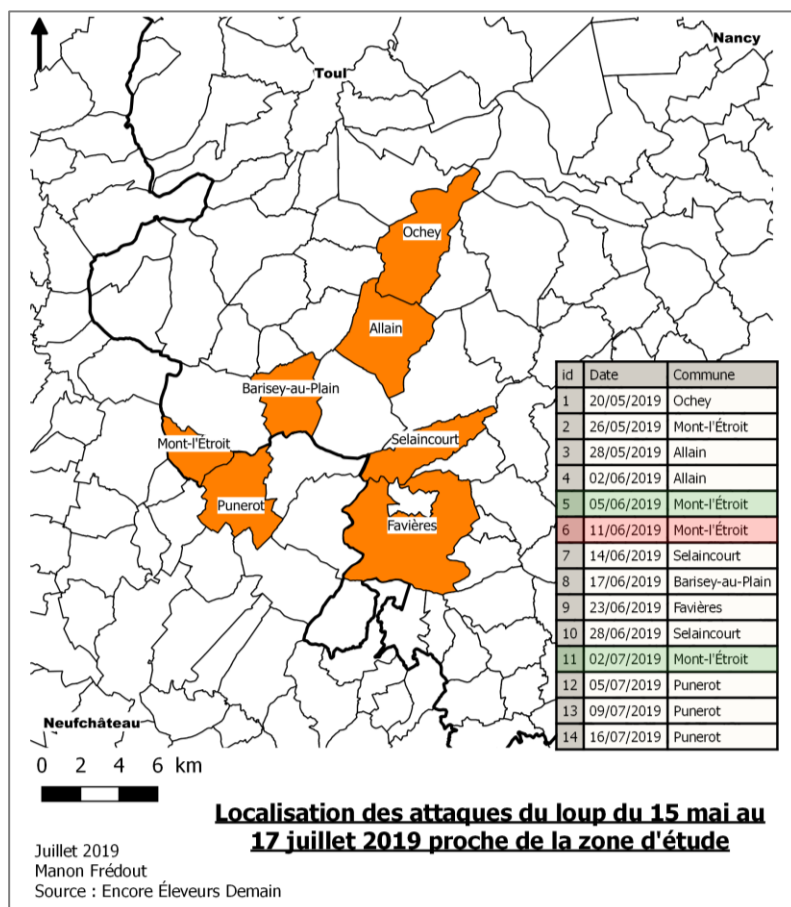 Nancy
Toul
Ochey
Allain
Barisey-au-Plain
Mont-l'Étroit
Selaincourt
Punerot
Favières
Neufchâteau
id Date Commune
1 20/05/2019 Ochey
2 26/05/2019 Mont-l'Étroit
3 28/05/2019 Allain
4 02/06/2019 Allain
5 05/06/2019 Mont-l'Étroit
6 11/06/2019 Mont-l'Étroit
7 14/06/2019 Selaincourt
8 17/06/2019 Barisey-au-Plain
9 23/06/2019 Favières
10 28/06/2019 Selaincourt
11 02/07/2019 Mont-l'Étroit
12 05/07/2019 Punerot
13 09/07/2019 Punerot
14 16/07/2019 Punerot
0 2 4 6 km
Localisation des attaques du loup du 15 mai au
17 juillet 2019 proche de la zone d'étude
Juillet 2019
Manon Frédout
Source : Encore Éleveurs Demain